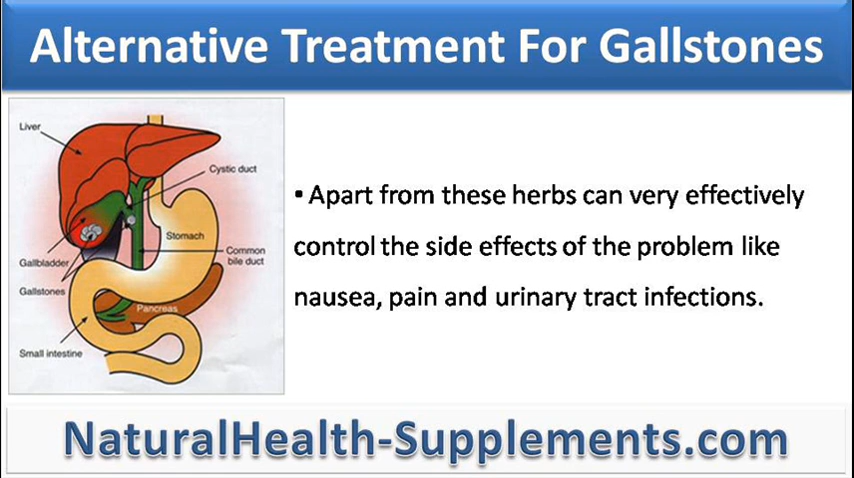 Alternative Treatment For Gallstones
Liver
Cystic duct
Stomach
Common
bile duct
Gallbladder
Gallstones
Pancreas
Small intestine
• Apart from these herbs can very effectively
control the side effects of the problem like
nausea, pain and urinary tract infections.
NaturalHealth-Supplements.com